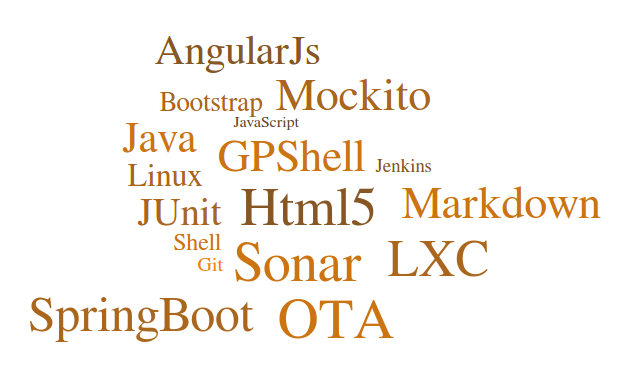 AngularJs
Bootstrap Mockito
JavaScript
Java GPShell Jenkins
Linux
JUnit Html5 Markdown
Shell
Git Sonar LXC
SpringBoot OTA